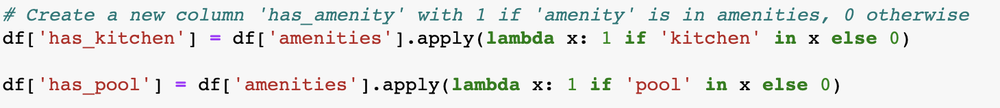 # Create a new column 'has_amenity' with 1 if 'amenity' is in amenities, 0 otherwise
df['has_kitchen'] = df['amenities'].apply(lambda x: 1 if 'kitchen' in x else 0)
df['has_pool'] = df['amenities'].apply(lambda x: 1 if 'pool' in x else 0)